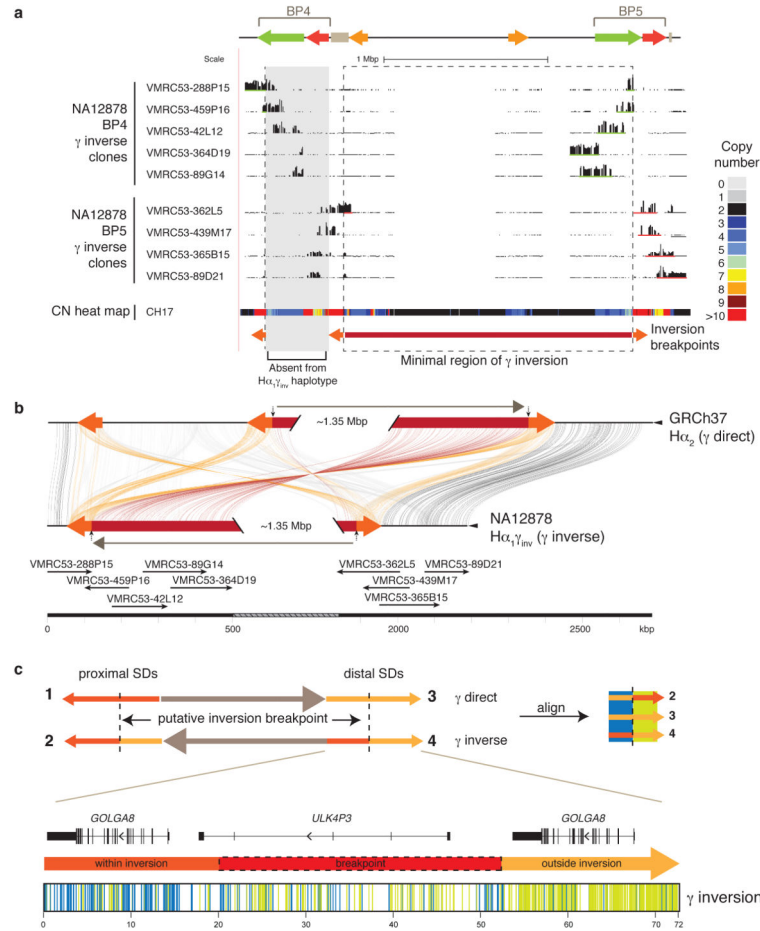 a
BP4
BP5
Scale
1 Mbp
NA12878
BP4
γ inverse
clones
VMRC53-288P15
VMRC53-459P16
VMRC53-42L12
VMRC53-364D19
VMRC53-89G14
NA12878
BP5
γ inverse
clones
VMRC53-362L5
VMRC53-439M17
VMRC53-365B15
VMRC53-89D21
Copy
number
0
1
2
3
4
5
6
7
8
9
>10
CN heat map
CH17
Inversion
breakpoints
Absent from
Hα1γinv haplotype
Minimal region of γ inversion
b
~1.35 Mbp
GRCh37
Hα2 (γ direct)
NA12878
Hα1γinv (γ inverse)
~1.35 Mbp
VMRC53-288P15
VMRC53-89G14
VMRC53-362L5
VMRC53-89D21
VMRC53-459P16
VMRC53-364D19
VMRC53-439M17
VMRC53-42L12
VMRC53-365B15
0
500
2000
2500
kbp
c
proximal SDs
distal SDs
1
3
γ direct
putative inversion breakpoint
align
2
4
γ inverse
2
3
4
GOLGA8
ULK4P3
GOLGA8
within inversion
breakpoint
outside inversion
γ inversion
0
10
20
30
40
50
60
70
72